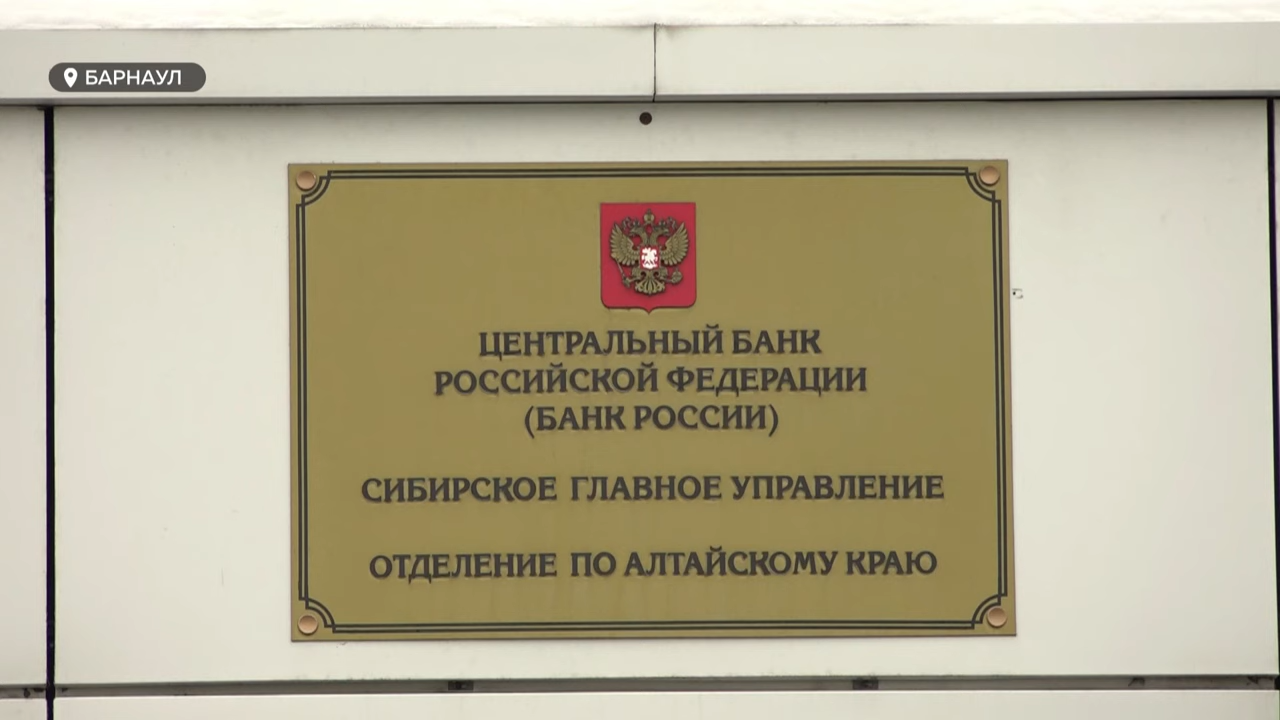 БАРНАУЛ
ЦЕНТРАЛЬНЫЙ БАНК
РОССИЙСКОЙ ФЕДЕРАЦИИ
(БАНК РОССИИ)
СИБИРСКОЕ ГЛАВНОЕ УПРАВЛЕНИЕ
ОТДЕЛЕНИЕ ПО АЛТАЙСКОМУ КРАЮ